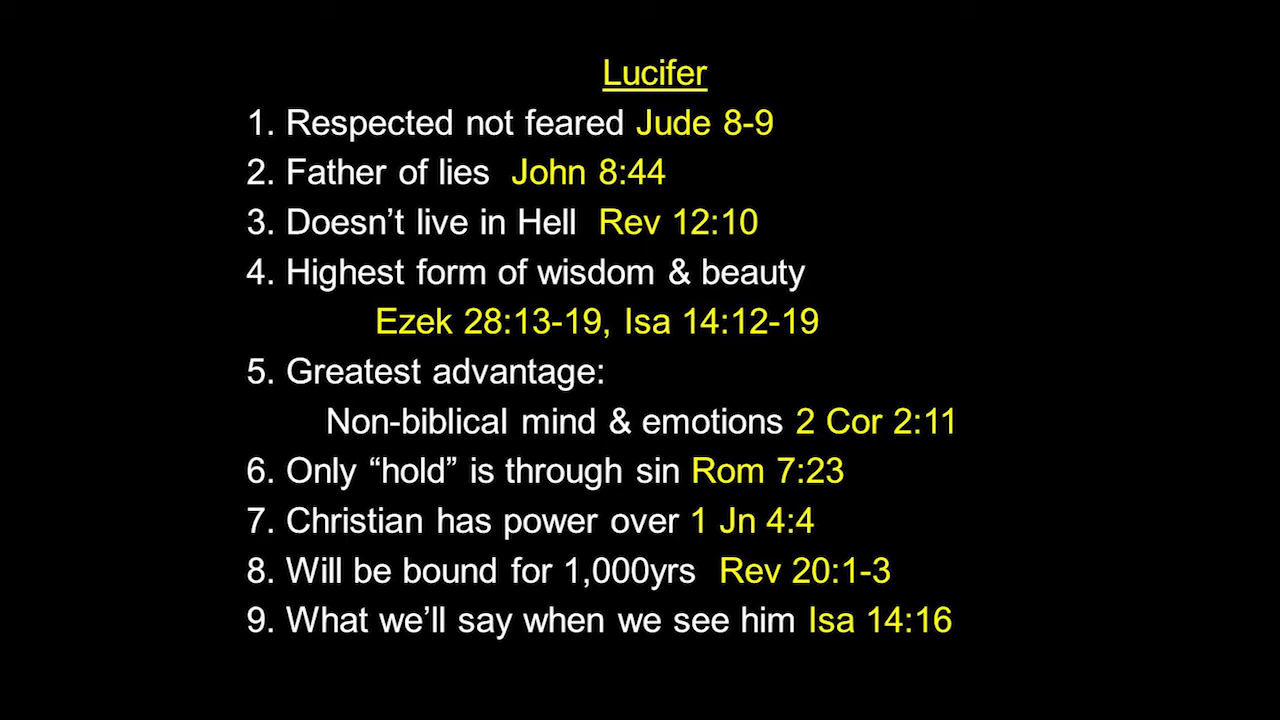 Lucifer
1. Respected not feared Jude 8-9
2. Father of lies John 8:44
3. Doesn’t live in Hell Rev 12:10
4. Highest form of wisdom & beauty
Ezek 28:13-19, Isa 14:12-19
5. Greatest advantage:
Non-biblical mind & emotions 2 Cor 2:11
6. Only “hold” is through sin Rom 7:23
7. Christian has power over 1 Jn 4:4
8. Will be bound for 1,000yrs Rev 20:1-3
9. What we’ll say when we see him Isa 14:16